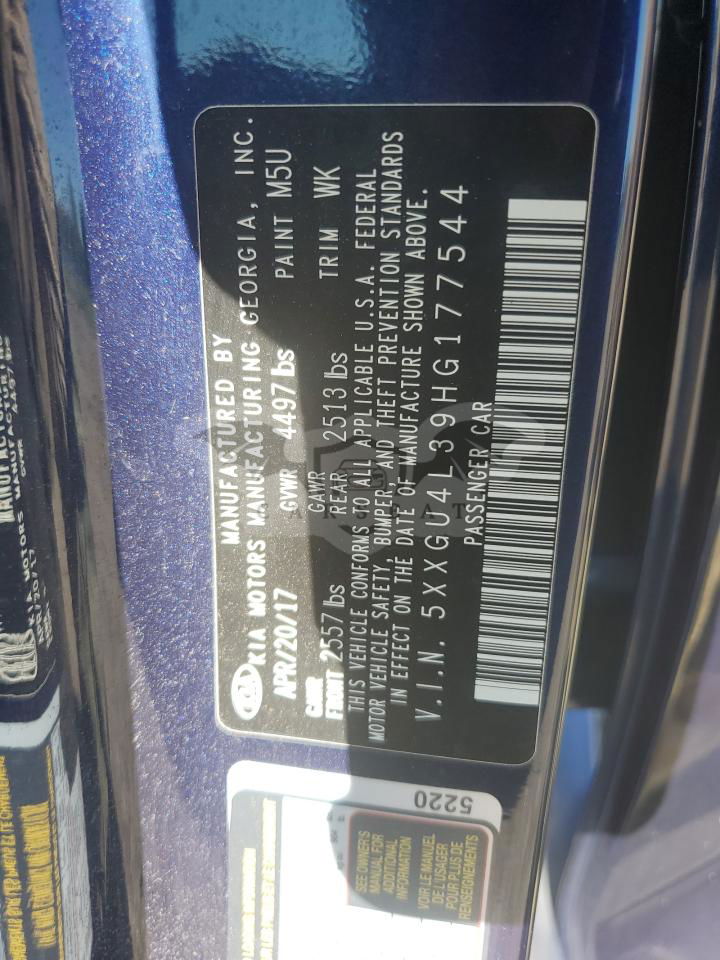 MANUFACTURED BY
KIA KIA MOTORS MANUFACTURING GEORGIA, INC.
APR/20/17 GVWR 4497 lbs PAINT M5U
GAWR GAWR
FRONT 2557 lbs REAR 2513 lbs TRIM WK
THIS VEHICLE CONFORMS TO ALL APPLICABLE U.S.A. FEDERAL
MOTOR VEHICLE SAFETY, BUMPER AND THEFT PREVENTION STANDARDS
IN EFFECT ON THE DATE OF MANUFACTURE SHOWN ABOVE.
V.I.N. 5XXGU4L39HG177544
PASSENGER CAR
5220
SEE OWNER'S
MANUAL FOR
ADDITIONAL
INFORMATION
VOIR LE MANUEL
DE L'USAGER
POUR PLUS DE
RENSEIGNEMENTS